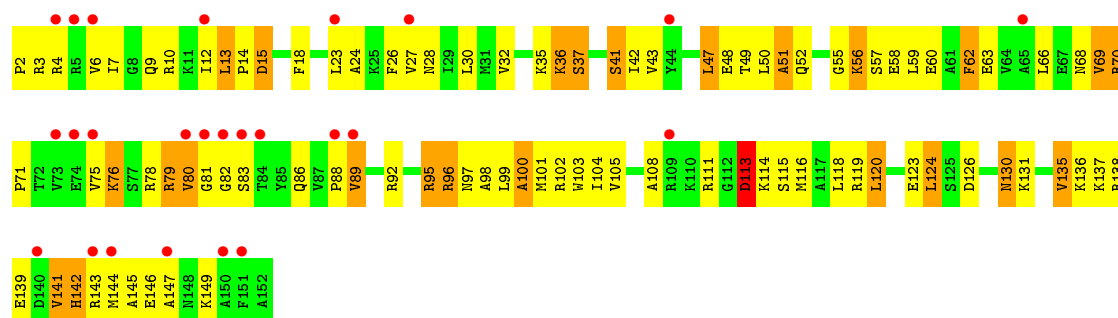 P2 R3 R4 V6 I7 G8 Q9 R10 K11 I12 L13 P14 D15 F18 L23 A24 K25 F26 V27 N28 I29 L30 M31 V32 K35 K36 S37 S41 I42 V43 Y44 L47 E48 T49 L50 A51 Q52 G55 K56 S57 E58 L59 E60 A61 F62 E63 V64 A65 L66 E67 N68 V69 R70
P71 T72 V73 E74 V75 K76 S77 R78 R79 V80 G81 G82 S83 T84 Y85 Q86 V87 P88 V89 R92 R95 R96 N97 A98 L99 A100 M101 R102 W103 I104 V105 A108 R109 K110 R111 G112 D113 K114 S115 M116 A117 L118 R119 L120 E123 L124 S125 D126 N130 K131 V135 K136 K137 R138
E139 D140 V141 H142 R143 M144 A145 E146 A147 N148 K149 A150 F151 A152